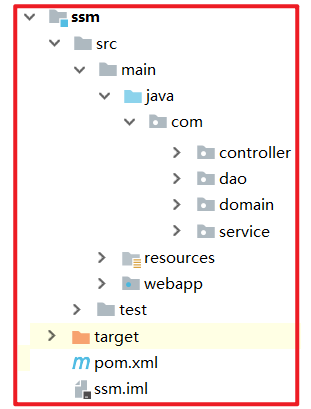 ssm
src
main
java
com
controller
dao
domain
service
resources
webapp
test
target
pom.xml
ssm.iml